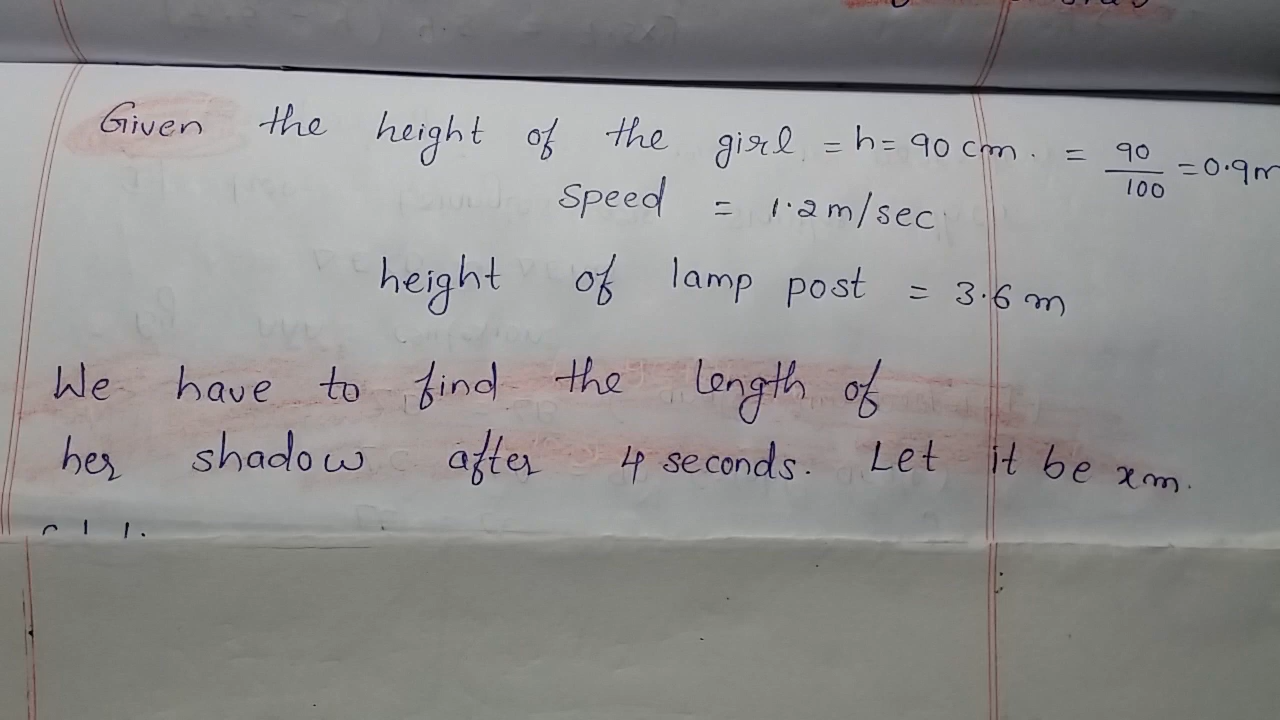 Given the height of the girl = h = 90 cm. = 90/100 = 0.9m
Speed = 1.2 m/sec
height of lamp post = 3.6 m
We have to find the length of
her shadow after 4 seconds. Let it be xm.